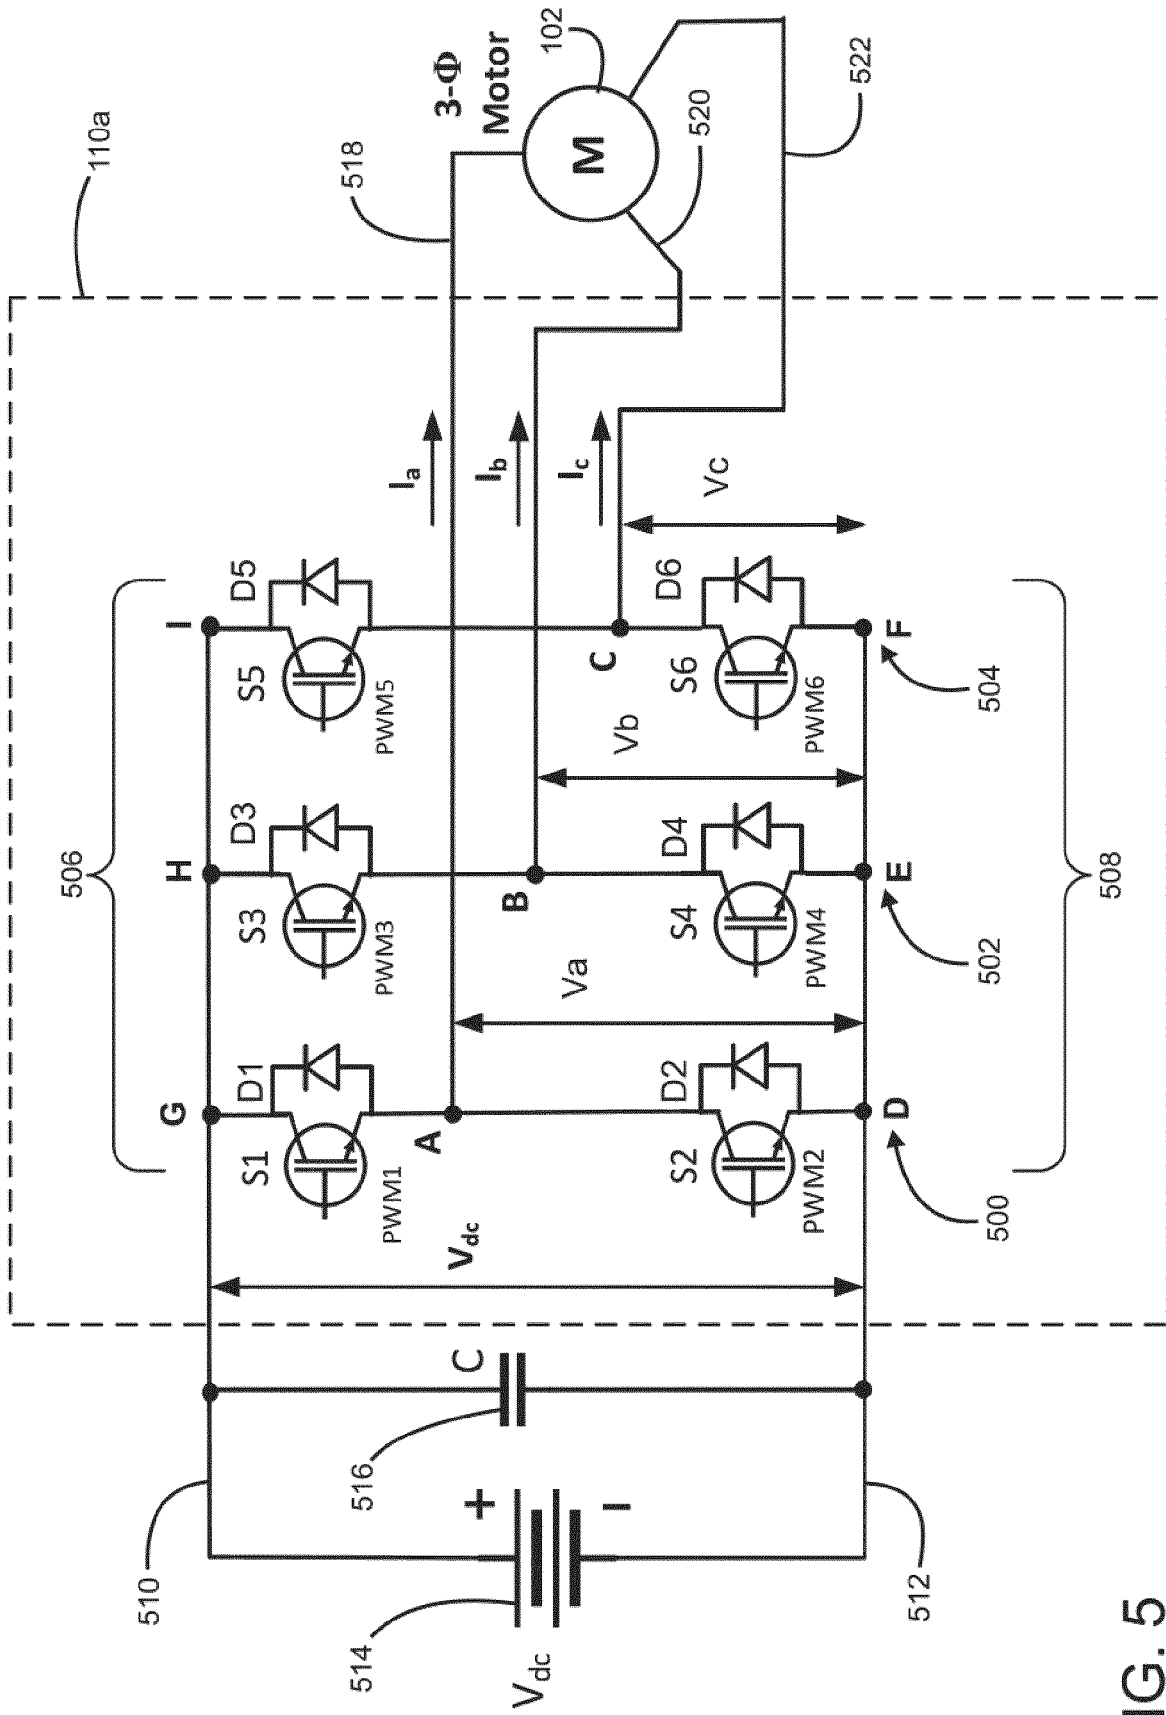 110a
3-Φ
Motor
102
M
518
520
522
Ia
Ib
Ic
Vc
506
I
D5
S5
PWM5
C
D6
S6
PWM6
F
504
H
D3
S3
PWM3
B
Vb
D4
S4
PWM4
E
502
508
G
D1
S1
PWM1
A
Va
D2
S2
PWM2
D
500
Vdc
C
516
510
+
−
514
Vdc
512
IG. 5